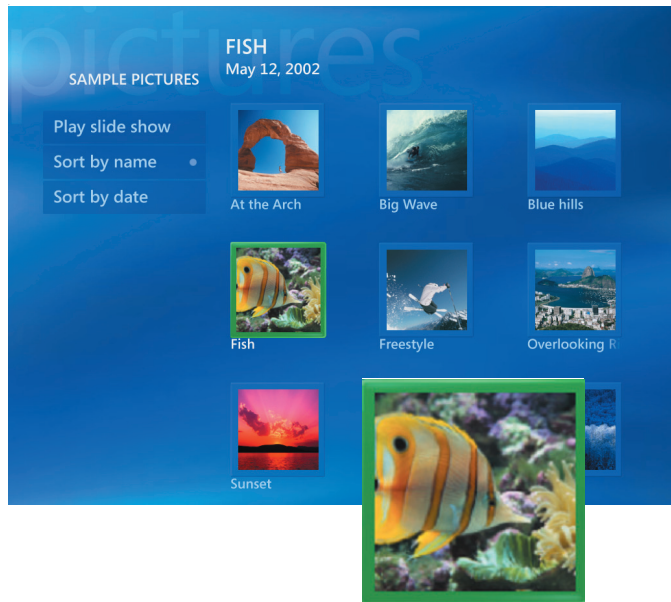 pictures
FISH
May 12, 2002
SAMPLE PICTURES
Play slide show
Sort by name
Sort by date
At the Arch
Big Wave
Blue hills
Fish
Freestyle
Overlooking R
Sunset